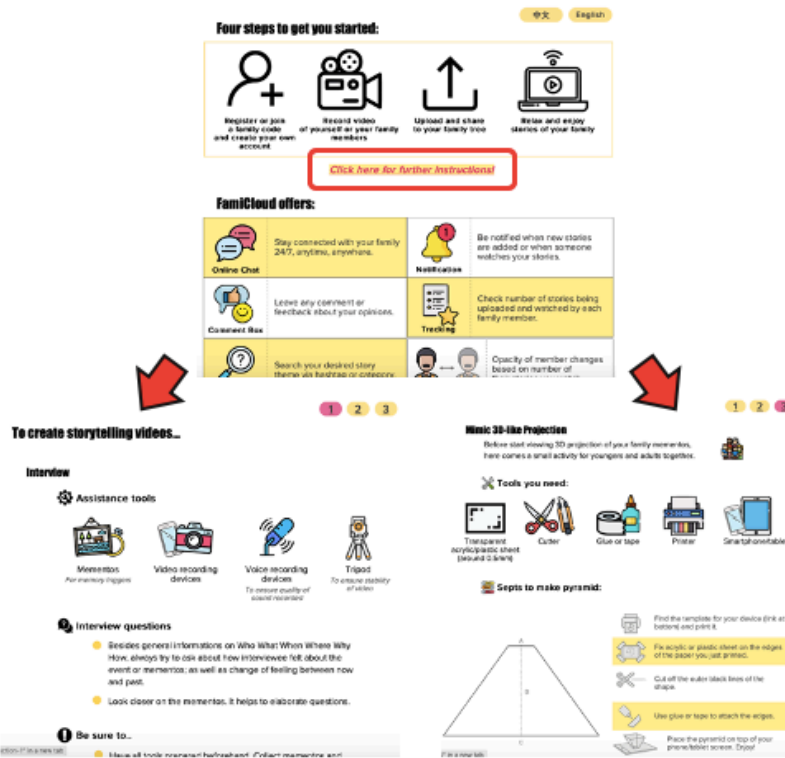 中文 English
Four steps to get you started:
Register or join
a family code
and create your own
account
Record video
of yourself or your family
members
Upload and share
to your family tree
Relax and enjoy
stories of your family
Click here for further instructions!
FamiCloud offers:
Online Chat
Stay connected with your family
24/7, anytime, anywhere.
1
Notification
Be notified when new stories
are added or when someone
watches your stories.
Comment Box
Leave any comment or
feedback about your opinions.
Tracking
Check number of stories being
uploaded and watched by each
family member.
Search your desired story
theme via hashtag or category
Opacity of member changes
based on number of
1 2 3
To create storytelling videos...
Interview
Assistance tools
Mementos
For memory triggers
Video recording
devices
Voice recording
devices
To ensure quality of
sound recorded
Tripod
To ensure stability
of video
Interview questions
Besides general informations on Who What When Where Why
How, always try to ask about how interviewee felt about the
event or mementos; as well as change of feeling between now
and past.
Look closer on the mementos. It helps to elaborate questions.
Be sure to...
Have all tools prepared beforehand. Collect mementos and
ction-1" in a new tab
1 2
Mimic 3D-like Projection
Before start viewing 3D projection of your family mementos,
here comes a small activity for youngers and adults together.
Tools you need:
Transparent
acrylic/plastic sheet
(around 0.5mm)
Cutter
Glue or tape
Printer
Smartphone/table
Septs to make pyramid:
A
B
C
Find the template for your device (link at
bottom) and print it.
Fix acrylic or plastic sheet on the edges
of the paper you just printed.
Cut off the outer black lines of the
shape.
Use glue or tape to attach the edges.
Place the pyramid on top of your
phone/tablet screen. Enjoy!
" in a new tab